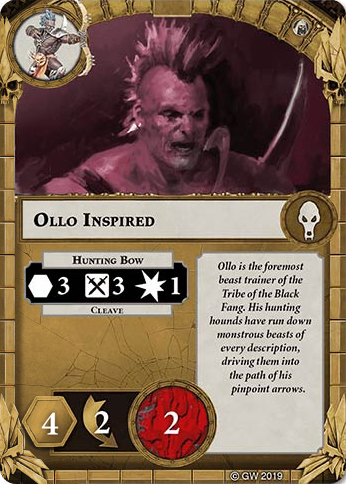 OLLO INSPIRED
HUNTING BOW
3 3 1
CLEAVE
Ollo is the foremost
beast trainer of the
Tribe of the Black
Fang. His hunting
hounds have run down
monstrous beasts of
every description,
driving them into
the path of his
pinpoint arrows.
4 2 2
© GW 2019